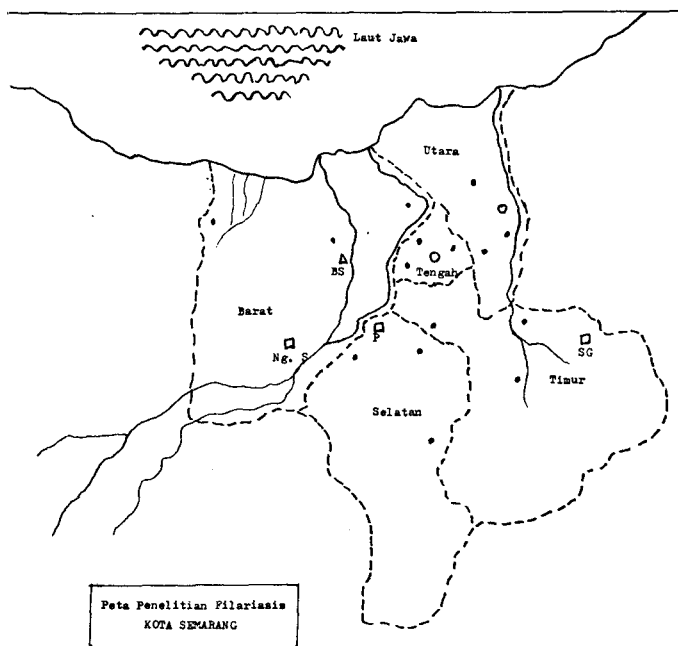 Laut Jawa
Utara
Tengah
BS
Barat
P
Ng. S
SG
Timur
Selatan
Peta Penelitian Filariasis
KOTA SEMARANG